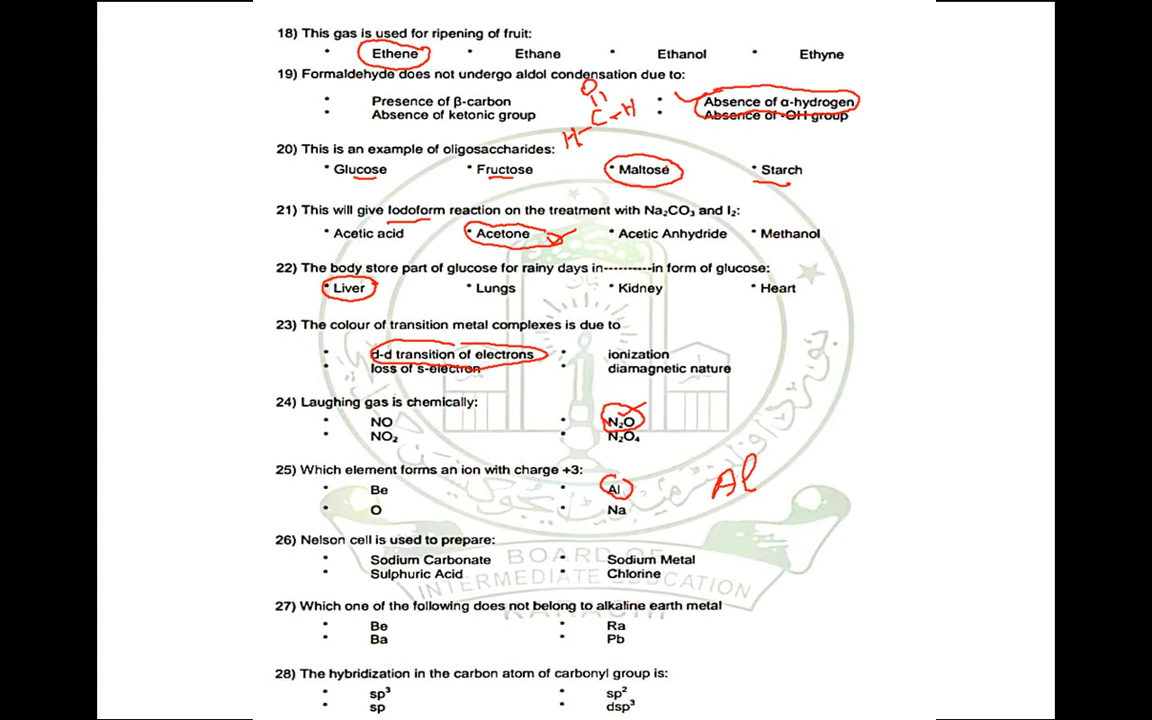 18) This gas is used for ripening of fruit:
• Ethene • Ethane • Ethanol • Ethyne
19) Formaldehyde does not undergo aldol condensation due to:
• Presence of β-carbon • Absence of α-hydrogen
• Absence of ketonic group • Absence of -OH group
O
C H
H
20) This is an example of oligosaccharides:
• Glucose • Fructose • Maltose • Starch
21) This will give Iodoform reaction on the treatment with Na₂CO₃ and I₂:
• Acetic acid • Acetone • Acetic Anhydride • Methanol
22) The body store part of glucose for rainy days in----------in form of glucose:
• Liver • Lungs • Kidney • Heart
23) The colour of transition metal complexes is due to
• d-d transition of electrons • ionization
• loss of s-electron • diamagnetic nature
24) Laughing gas is chemically:
• NO • N₂O
• NO₂ • N₂O₄
25) Which element forms an ion with charge +3:
• Be • Al Al
• O • Na
26) Nelson cell is used to prepare:
• Sodium Carbonate • Sodium Metal
• Sulphuric Acid • Chlorine
BOARD OF
INTERMEDIATE EDUCATION
KARACHI
27) Which one of the following does not belong to alkaline earth metal
• Be • Ra
• Ba • Pb
28) The hybridization in the carbon atom of carbonyl group is:
• sp³ • sp²
• sp • dsp³